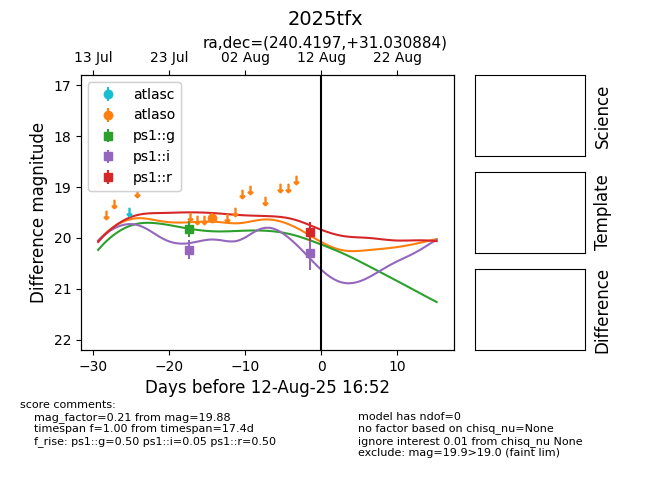 2025tfx
ra,dec=(240.4197,+31.030884)
13 Jul
23 Jul
02 Aug
12 Aug
22 Aug
17
18
19
20
21
22
Difference magnitude
atlasc
atlaso
ps1::g
ps1::i
ps1::r
−30
−20
−10
0
10
Days before 12-Aug-25 16:52
Science
Template
Difference
score comments:
mag_factor=0.21 from mag=19.88
timespan f=1.00 from timespan=17.4d
f_rise: ps1::g=0.50 ps1::i=0.05 ps1::r=0.50
model has ndof=0
no factor based on chisq_nu=None
ignore interest 0.01 from chisq_nu None
exclude: mag=19.9>19.0 (faint lim)